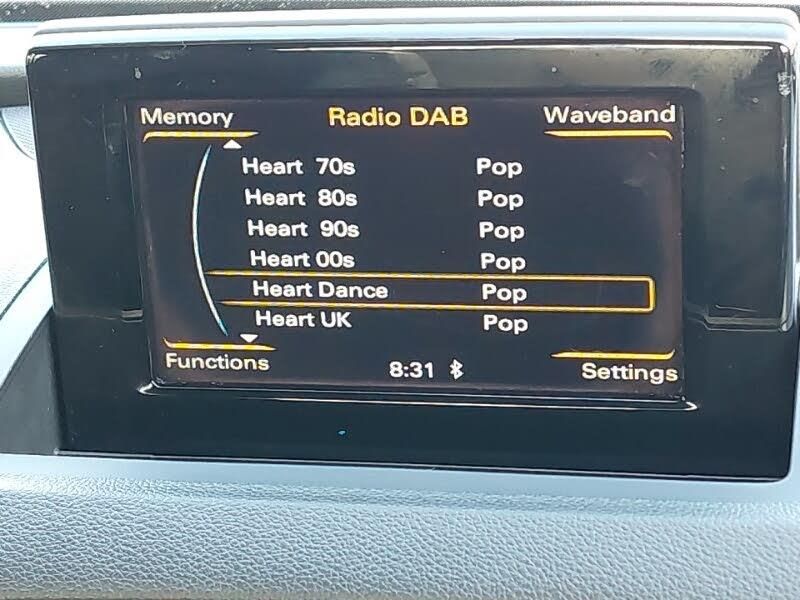 Memory Radio DAB Waveband
Heart 70s Pop
Heart 80s Pop
Heart 90s Pop
Heart 00s Pop
Heart Dance Pop
Heart UK Pop
Functions 8:31 Settings